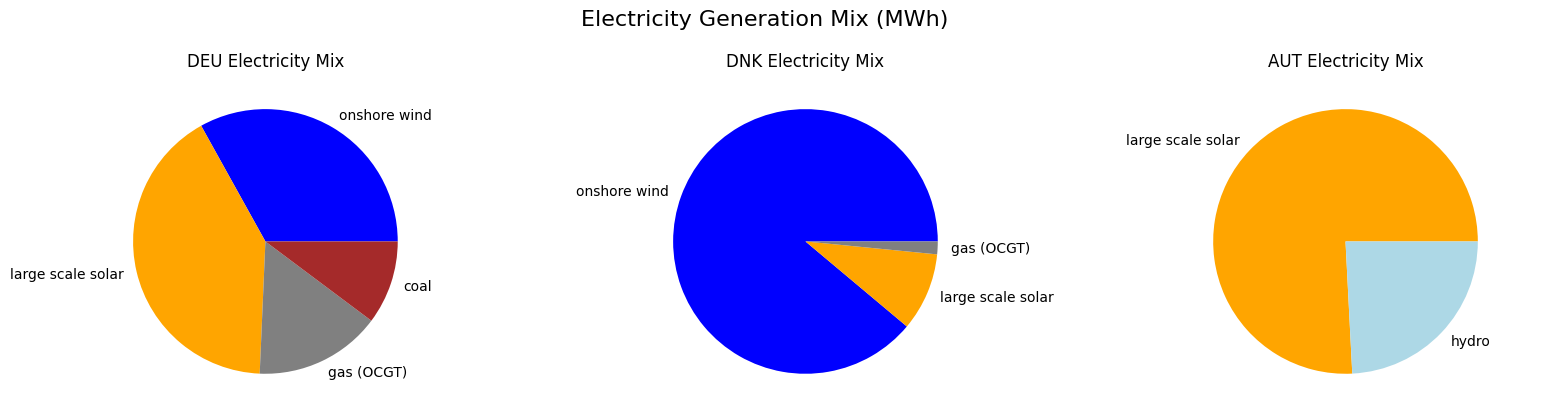 Electricity Generation Mix (MWh)
DEU Electricity Mix
onshore wind
large scale solar
gas (OCGT)
coal
DNK Electricity Mix
onshore wind
large scale solar
gas (OCGT)
AUT Electricity Mix
large scale solar
hydro